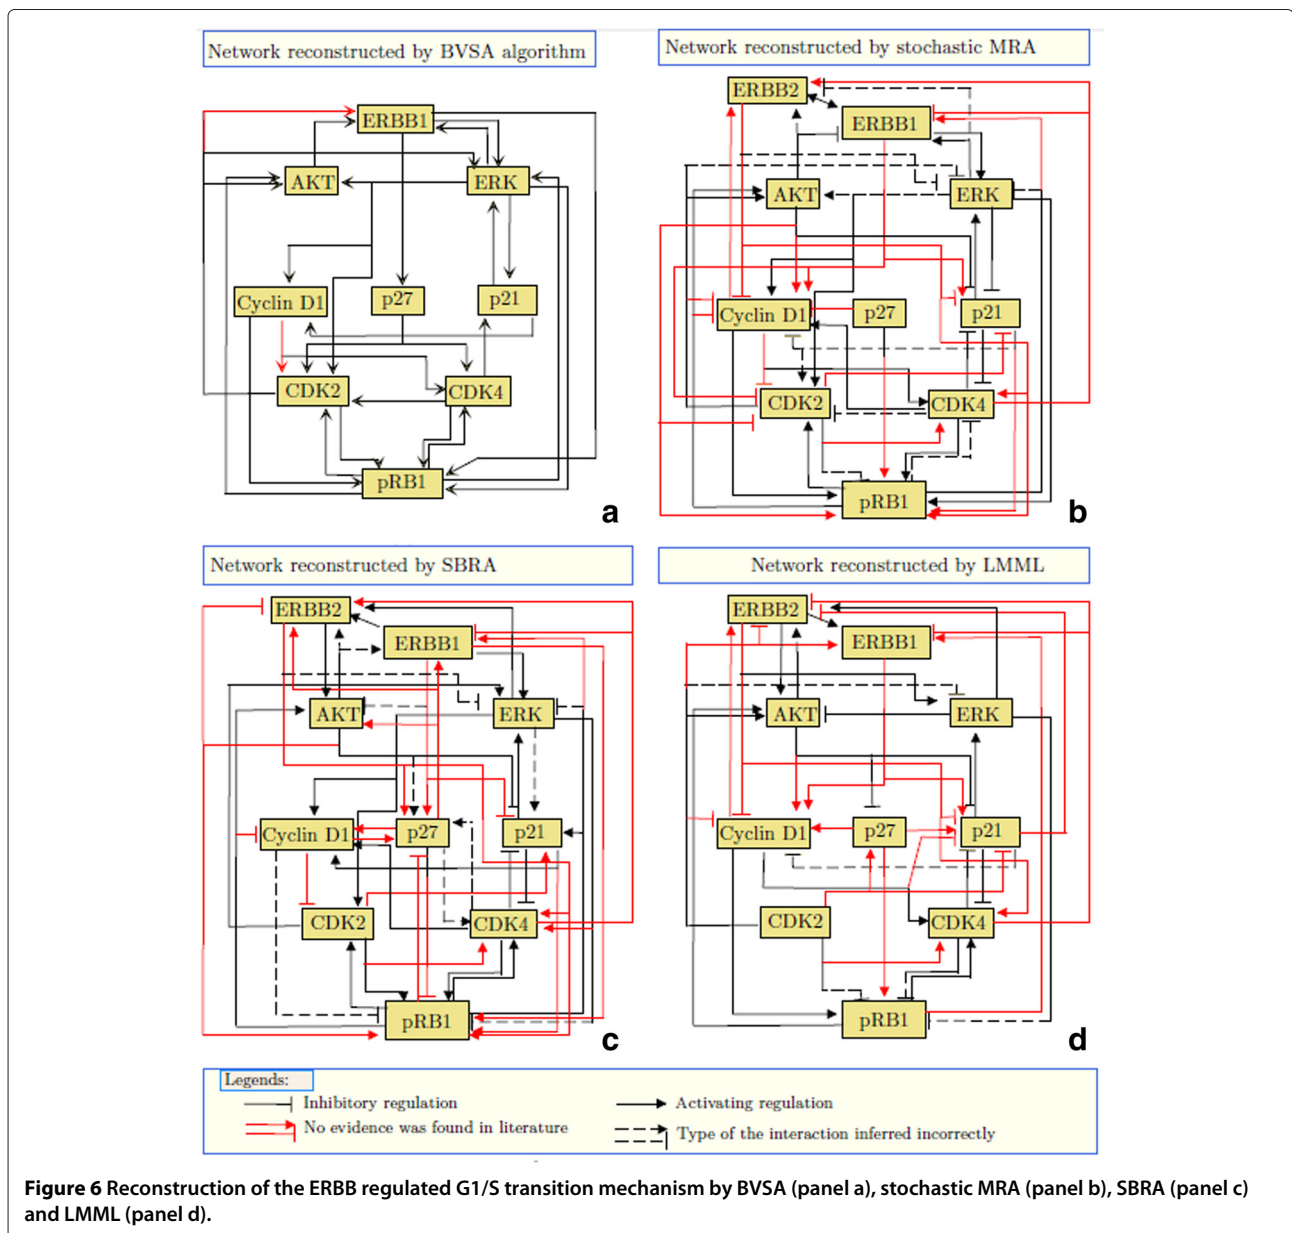 Network reconstructed by BVSA algorithm
ERBB1
AKT
ERK
Cyclin D1
p27
p21
CDK2
CDK4
pRB1
a
Network reconstructed by stochastic MRA
ERBB2
ERBB1
AKT
ERK
Cyclin D1
p27
p21
CDK2
CDK4
pRB1
b
Network reconstructed by SBRA
ERBB2
ERBB1
AKT
ERK
Cyclin D1
p27
p21
CDK2
CDK4
pRB1
c
Network reconstructed by LMML
ERBB2
ERBB1
AKT
ERK
Cyclin D1
p27
p21
CDK2
CDK4
pRB1
d
Legends:
Inhibitory regulation
Activating regulation
No evidence was found in literature
Type of the interaction inferred incorrectly
Figure 6 Reconstruction of the ERBB regulated G1/S transition mechanism by BVSA (panel a), stochastic MRA (panel b), SBRA (panel c)
and LMML (panel d).